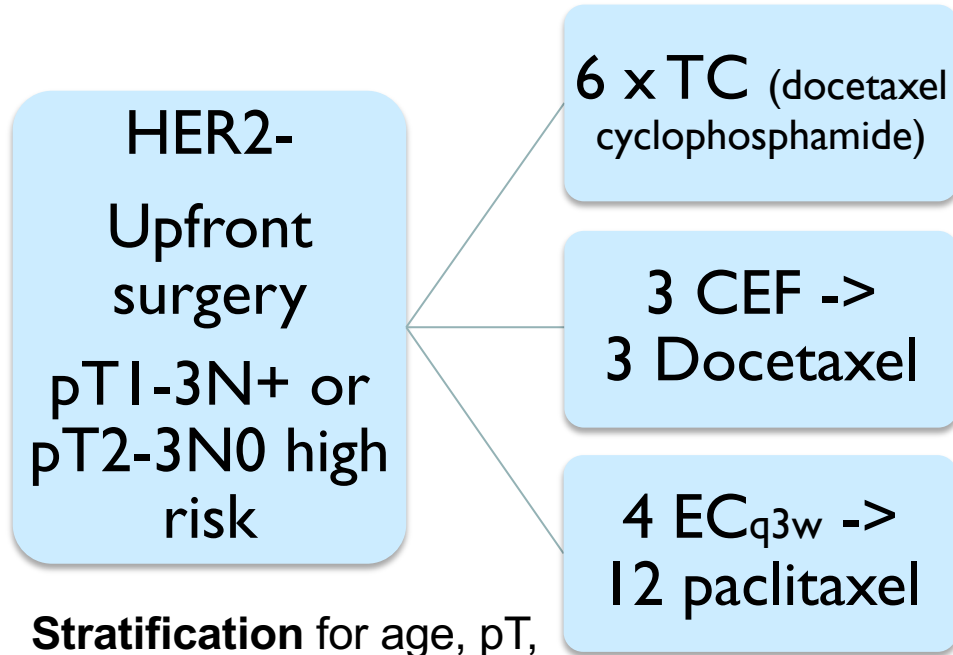 HER2-
Upfront
surgery
pT1-3N+ or
pT2-3N0 high
risk
6 x TC (docetaxel
cyclophosphamide)
3 CEF ->
3 Docetaxel
4 ECq3w ->
12 paclitaxel
Stratification for age, pT,